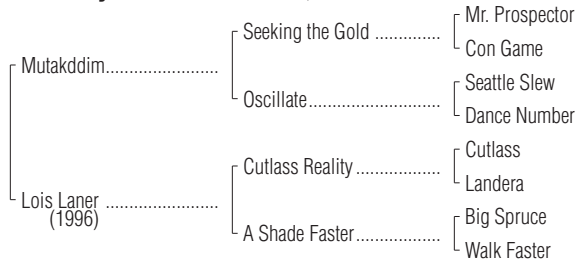 Mr. Prospector
Seeking the Gold ..............
Con Game
Mutakddim........................
Seattle Slew
Oscillate............................
Dance Number
Cutlass
Cutlass Reality ..................
Landera
Lois Laner ........................
(1996)
Big Spruce
A Shade Faster..................
Walk Faster